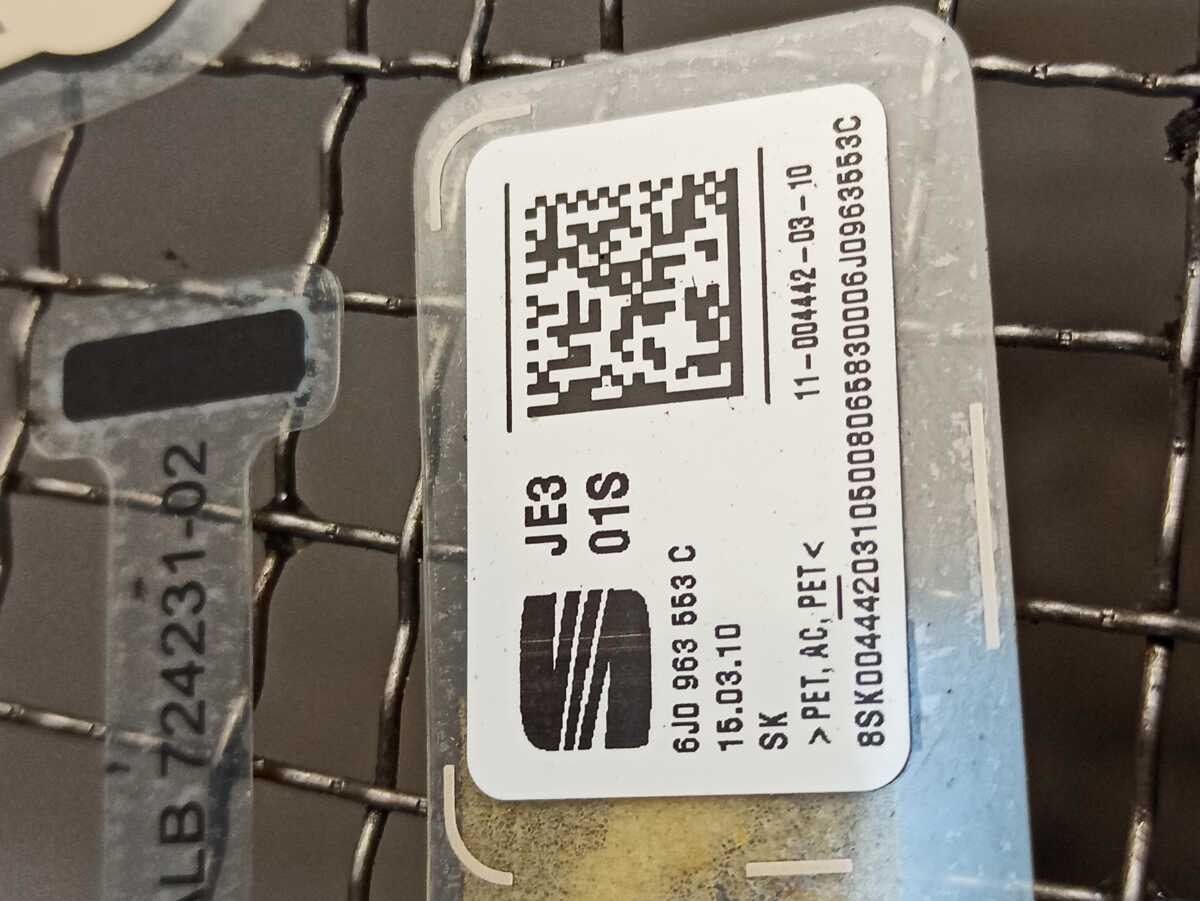 JE3
01S
6J0 963 553 C
15.03.10
SK
>PET, AC, PET<
11-004442-03-10
8SK00444203105008065830006J0963553C
ALB 724231-02